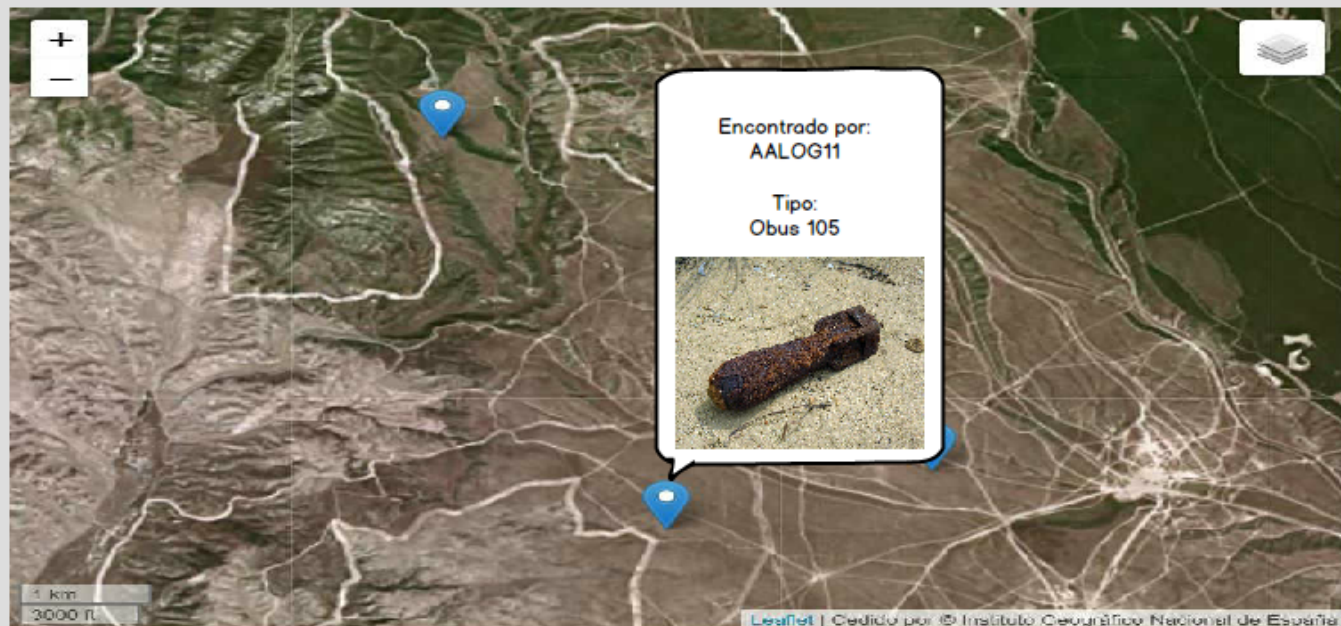 +
−
Encontrado por:
AALOG11
Tipo:
Obus 105
1 km
3000 ft
Leaflet | Cedido por © Instituto Geográfico Nacional de España